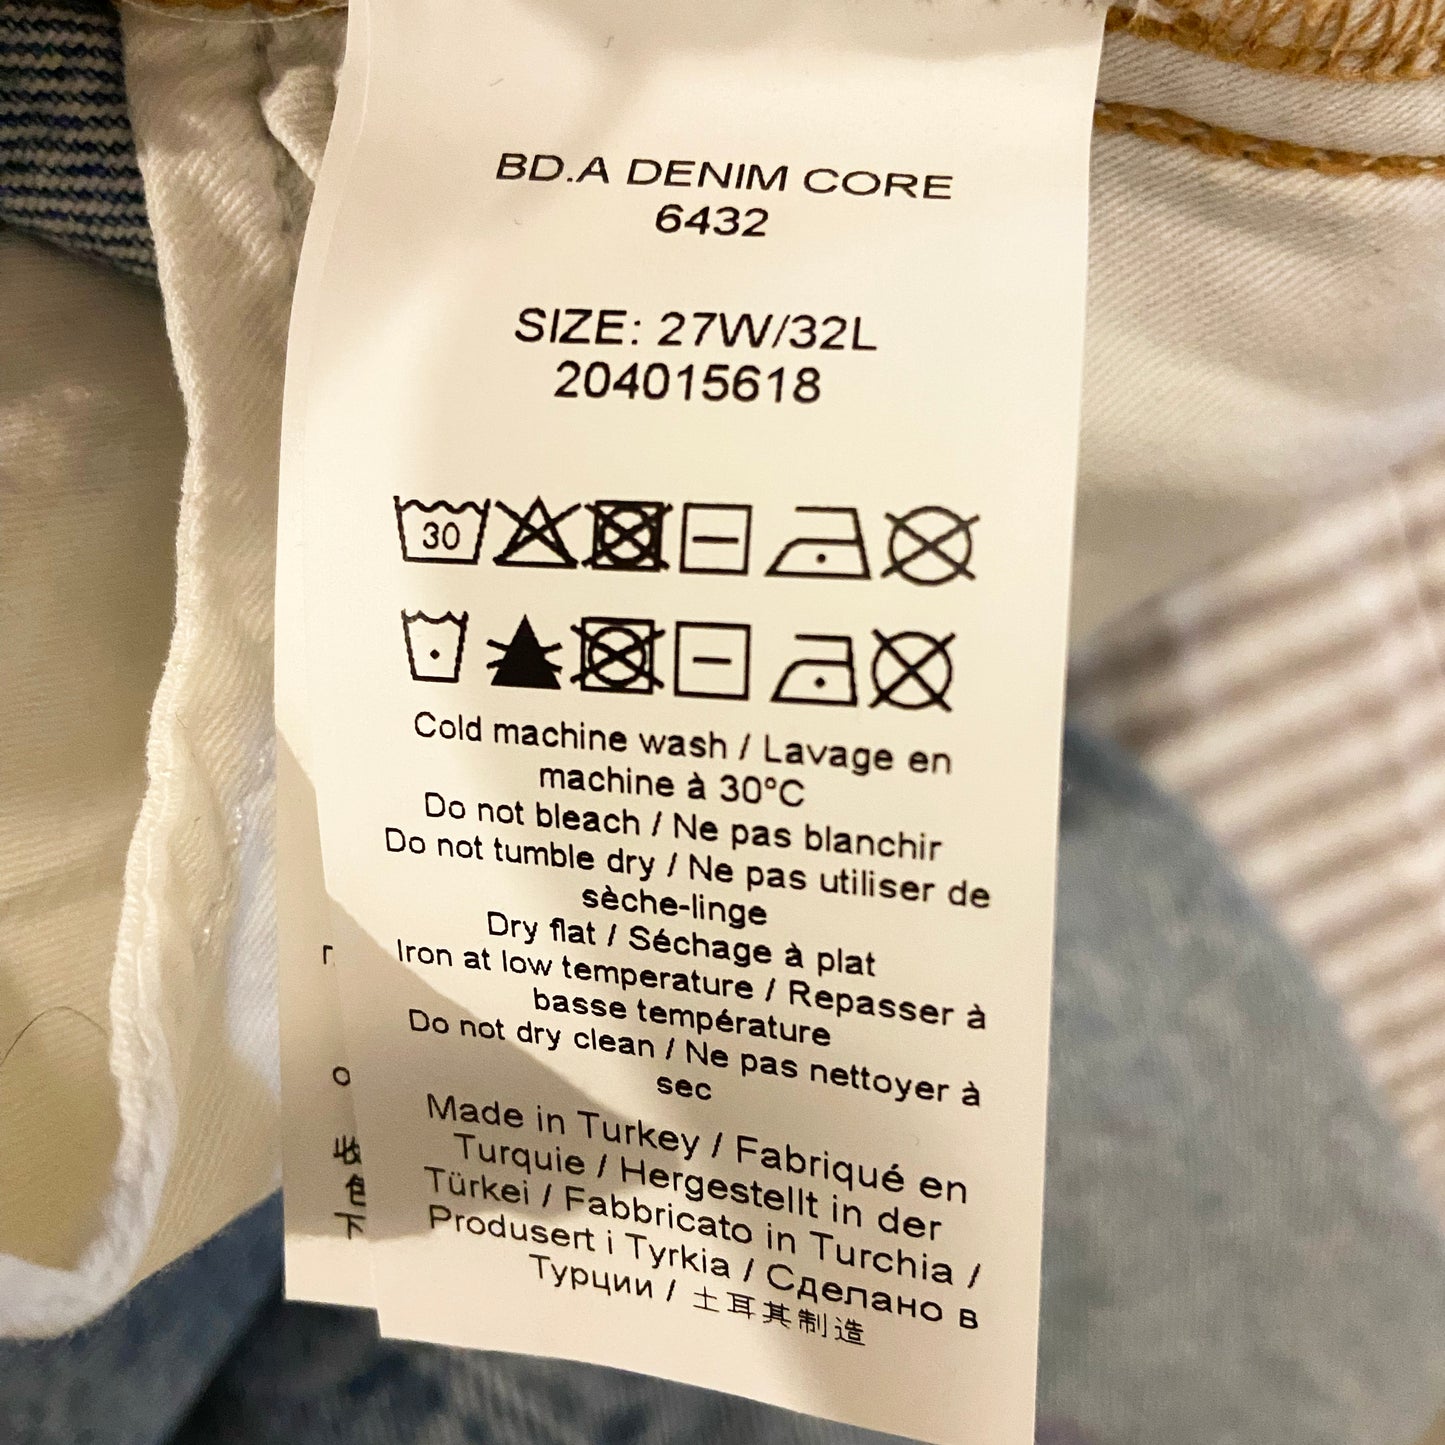 BD.A DENIM CORE
6432
SIZE: 27W/32L
204015618
30
Cold machine wash / Lavage en
machine à 30°C
Do not bleach / Ne pas blanchir
Do not tumble dry / Ne pas utiliser de
sèche-linge
Dry flat / Séchage à plat
Iron at low temperature / Repasser à
basse température
Do not dry clean / Ne pas nettoyer à
sec
Made in Turkey / Fabriqué en
Turquie / Hergestellt in der
Türkei / Fabbricato in Turchia /
Produsert i Tyrkia / Сделано в
Турции / 土耳其制造
色
下